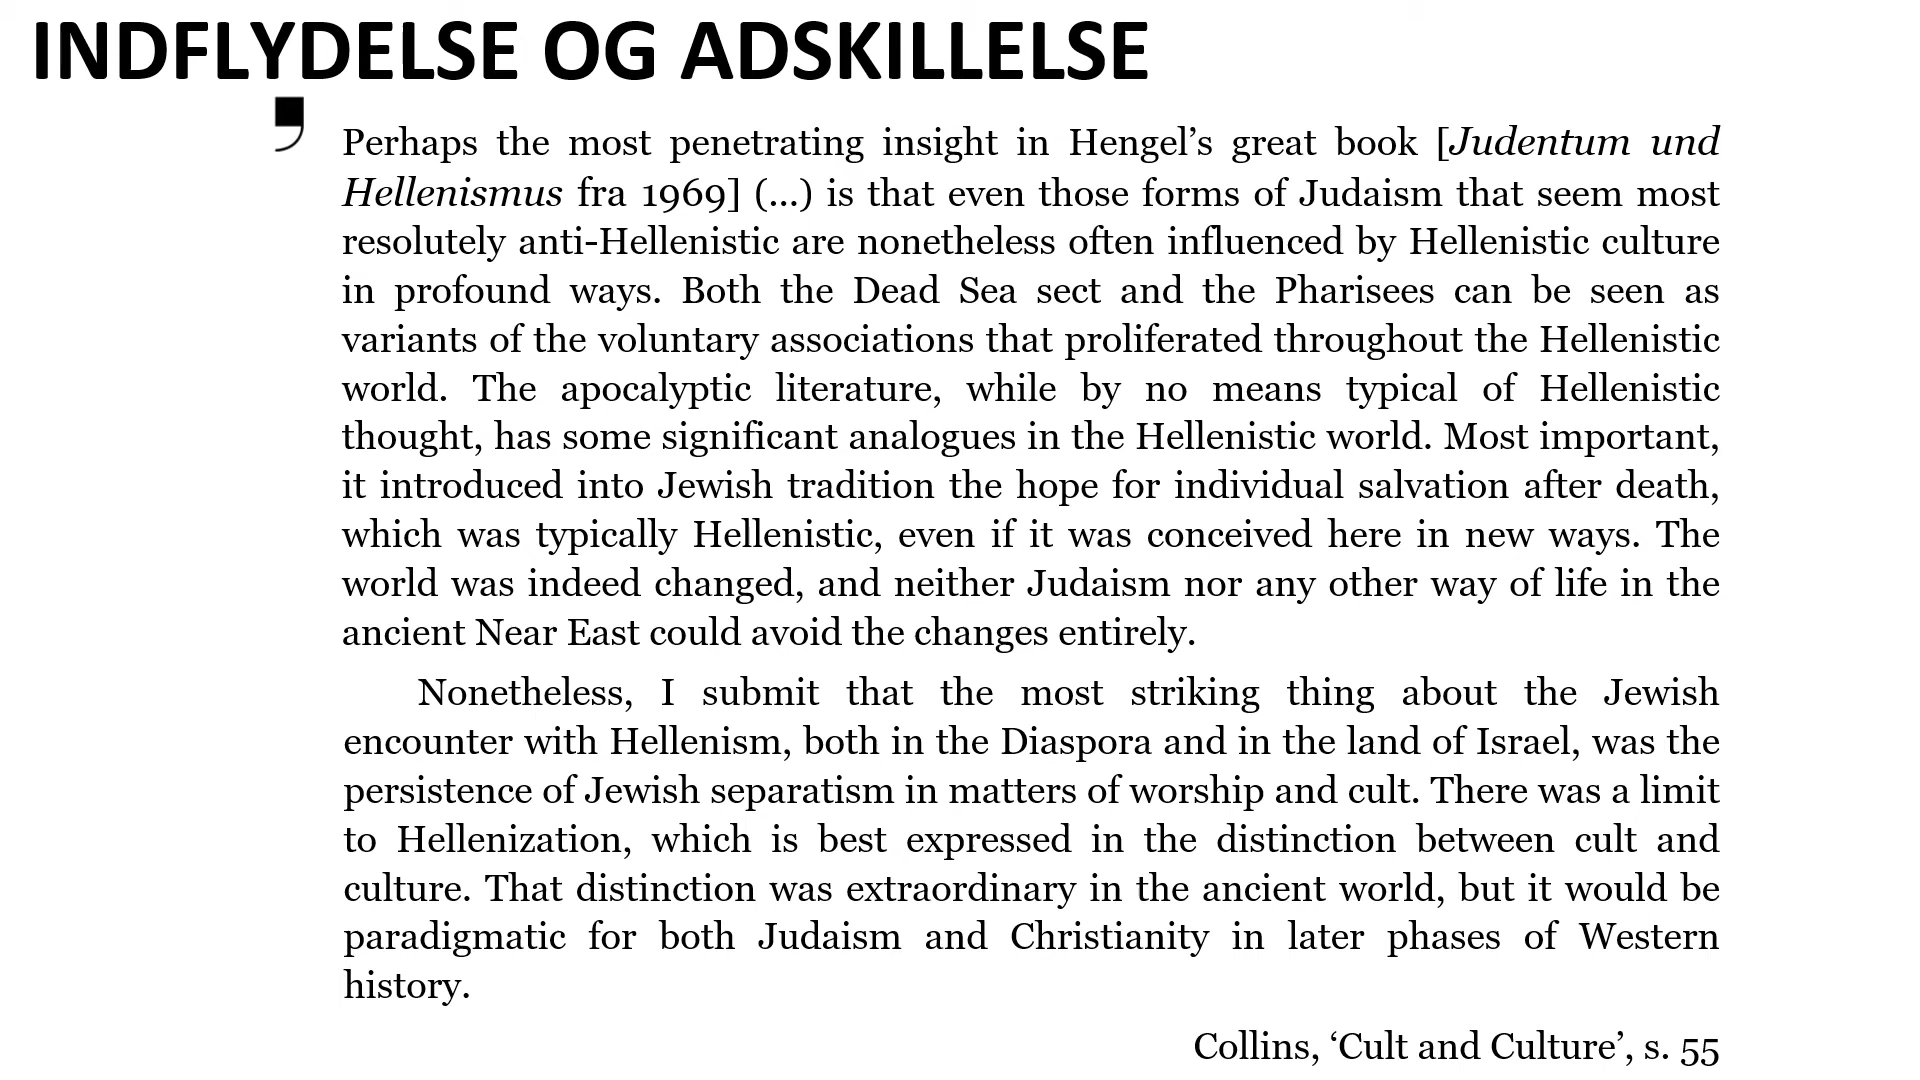 INDFLYDELSE OG ADSKILLELSE
Perhaps the most penetrating insight in Hengel’s great book [Judentum und
Hellenismus fra 1969] (…) is that even those forms of Judaism that seem most
resolutely anti-Hellenistic are nonetheless often influenced by Hellenistic culture
in profound ways. Both the Dead Sea sect and the Pharisees can be seen as
variants of the voluntary associations that proliferated throughout the Hellenistic
world. The apocalyptic literature, while by no means typical of Hellenistic
thought, has some significant analogues in the Hellenistic world. Most important,
it introduced into Jewish tradition the hope for individual salvation after death,
which was typically Hellenistic, even if it was conceived here in new ways. The
world was indeed changed, and neither Judaism nor any other way of life in the
ancient Near East could avoid the changes entirely.
Nonetheless, I submit that the most striking thing about the Jewish
encounter with Hellenism, both in the Diaspora and in the land of Israel, was the
persistence of Jewish separatism in matters of worship and cult. There was a limit
to Hellenization, which is best expressed in the distinction between cult and
culture. That distinction was extraordinary in the ancient world, but it would be
paradigmatic for both Judaism and Christianity in later phases of Western
history.
Collins, ‘Cult and Culture’, s. 55